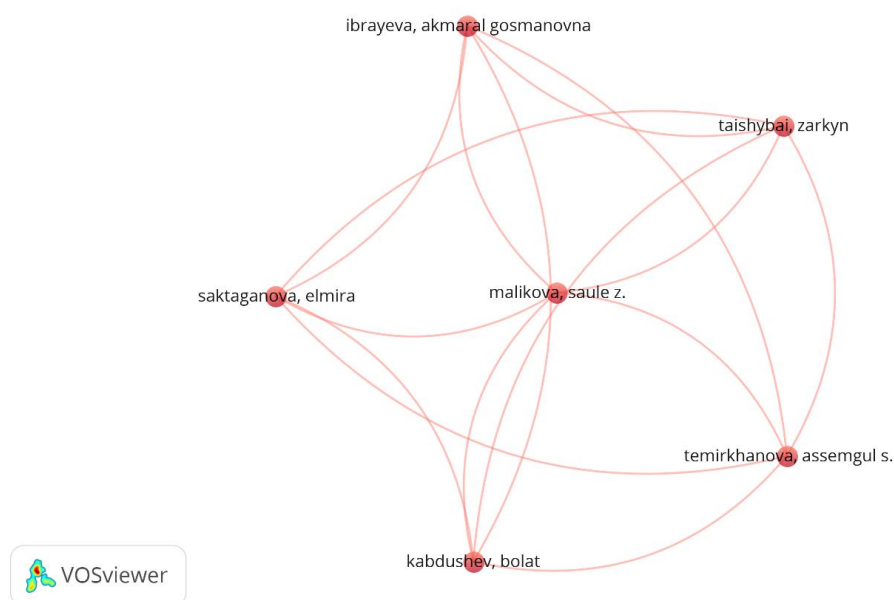 ibrayeva, akmaral gosmanovna
taishybai, zarkyn
saktaganova, elmira
malikova, saule z.
temirkhanova, assemgul s.
kabdushev, bolat
VOSviewer